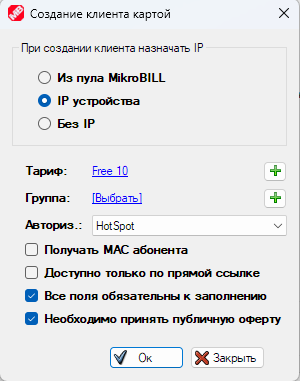 Создание клиента картой
При создании клиента назначать IP
Из пула MikroBILL
IP устройства
Без IP
Тариф: Free 10
Группа: [Выбрать]
Авториз.: HotSpot
Получать MAC абонента
Доступно только по прямой ссылке
Все поля обязательны к заполнению
Необходимо принять публичную оферту
Ок Закрыть